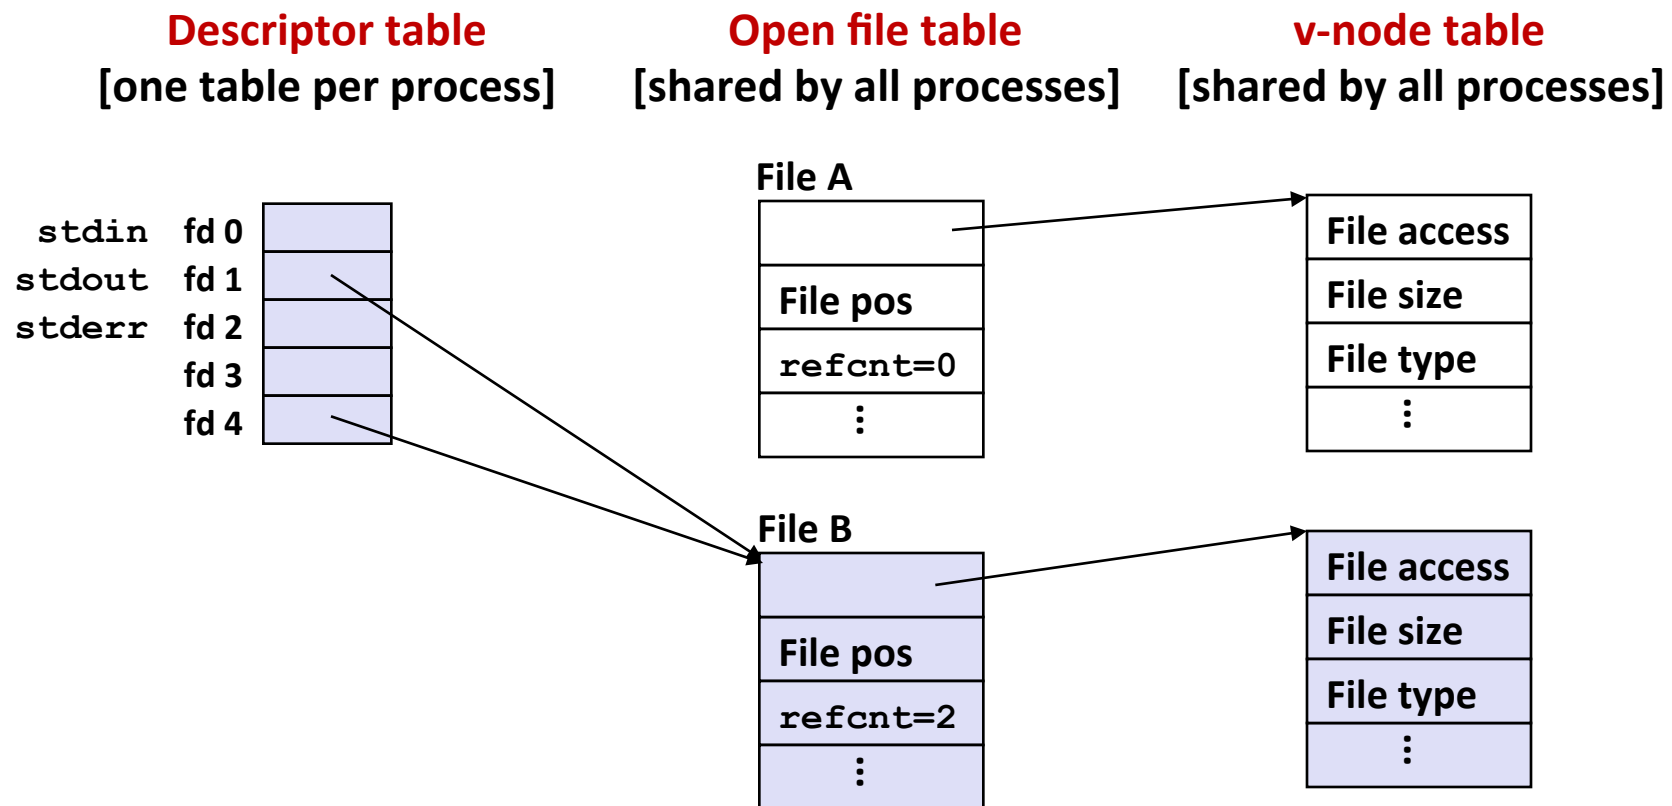 Descriptor table
[one table per process]
Open file table
[shared by all processes]
v-node table
[shared by all processes]
stdin fd 0
stdout fd 1
stderr fd 2
fd 3
fd 4
File A
File pos
refcnt=0
⋮
File access
File size
File type
⋮
File B
File pos
refcnt=2
⋮
File access
File size
File type
⋮